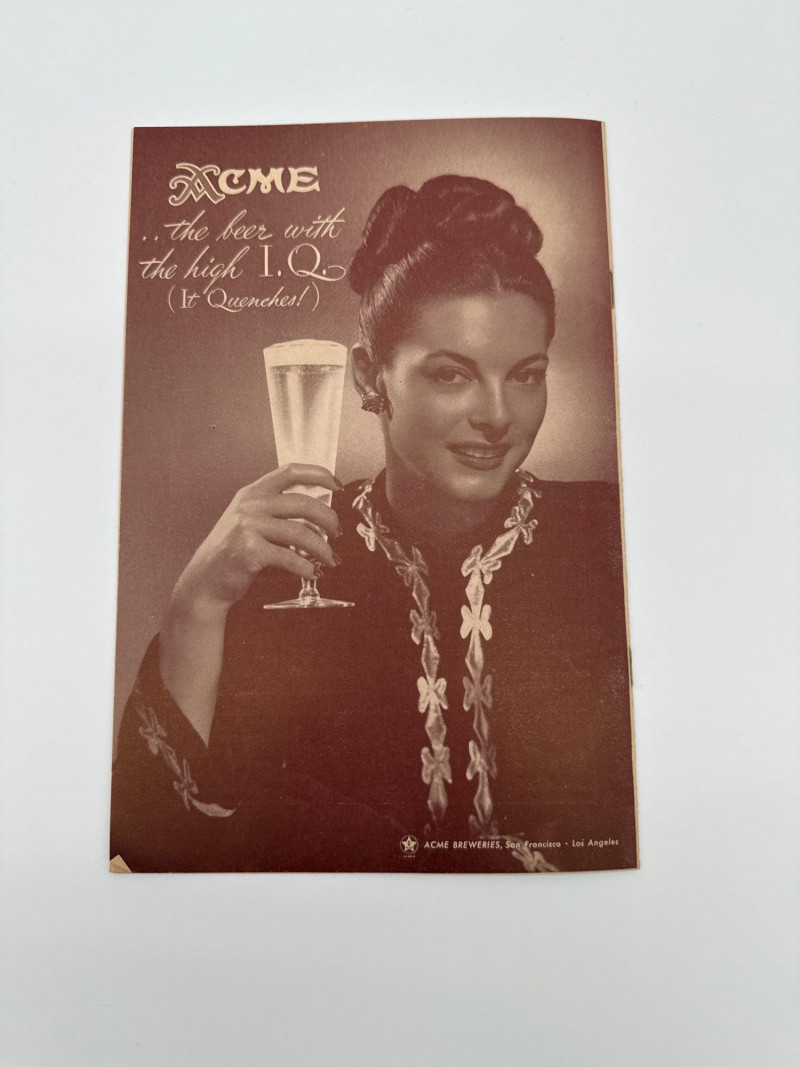 ACME
..the beer with
the high I.Q.
(It Quenches!)
ACME BREWERIES, San Francisco • Los Angeles